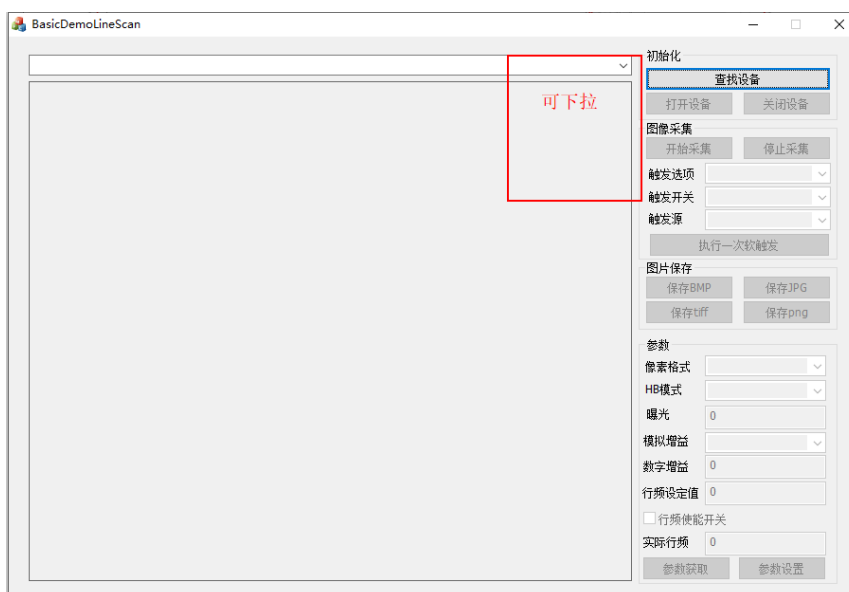 BasicDemoLineScan
可下拉
初始化
查找设备
打开设备 关闭设备
图像采集
开始采集 停止采集
触发选项
触发开关
触发源
执行一次软触发
图片保存
保存BMP 保存JPG
保存tiff 保存png
参数
像素格式
HB模式
曝光 0
模拟增益
数字增益 0
行频设定值 0
行频使能开关
实际行频 0
参数获取 参数设置